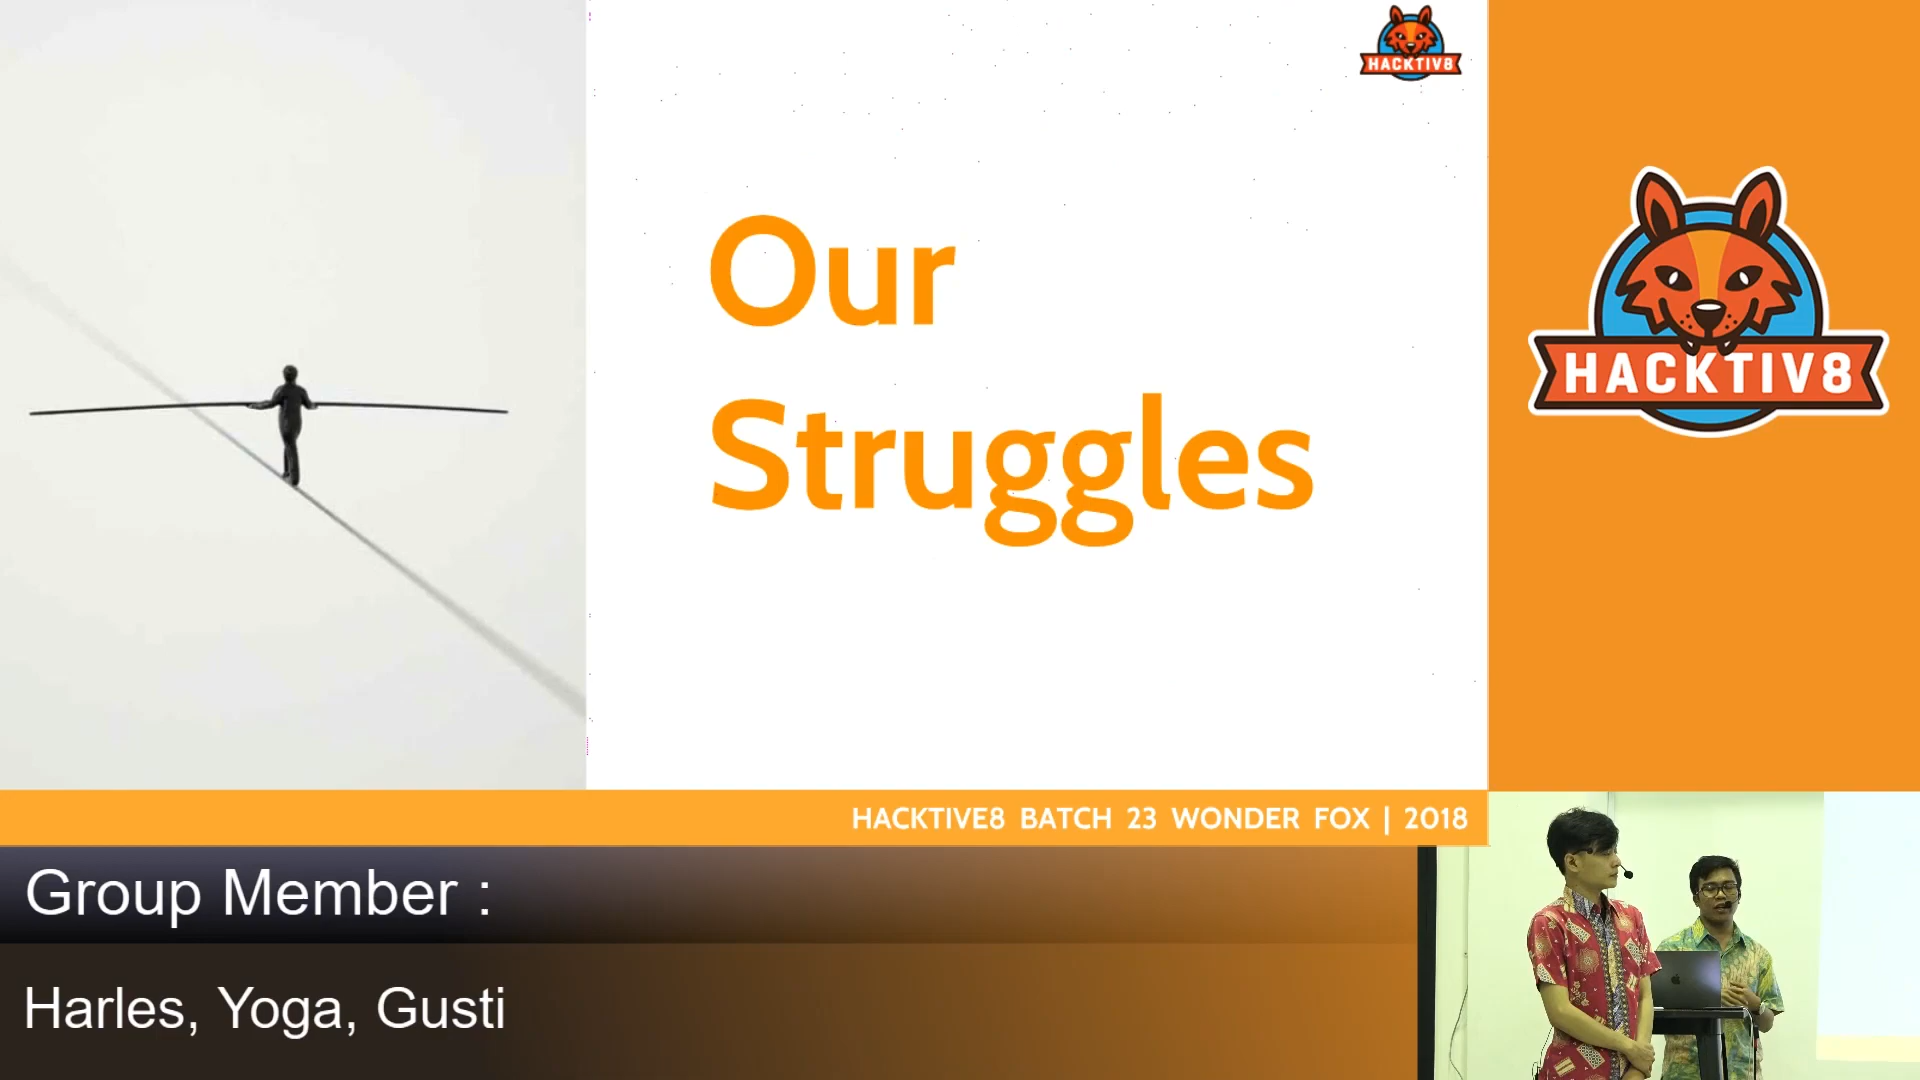 HACKTIV8
Our
Struggles
HACKTIV8
HACKTIVE8 BATCH 23 WONDER FOX | 2018
Group Member :
Harles, Yoga, Gusti